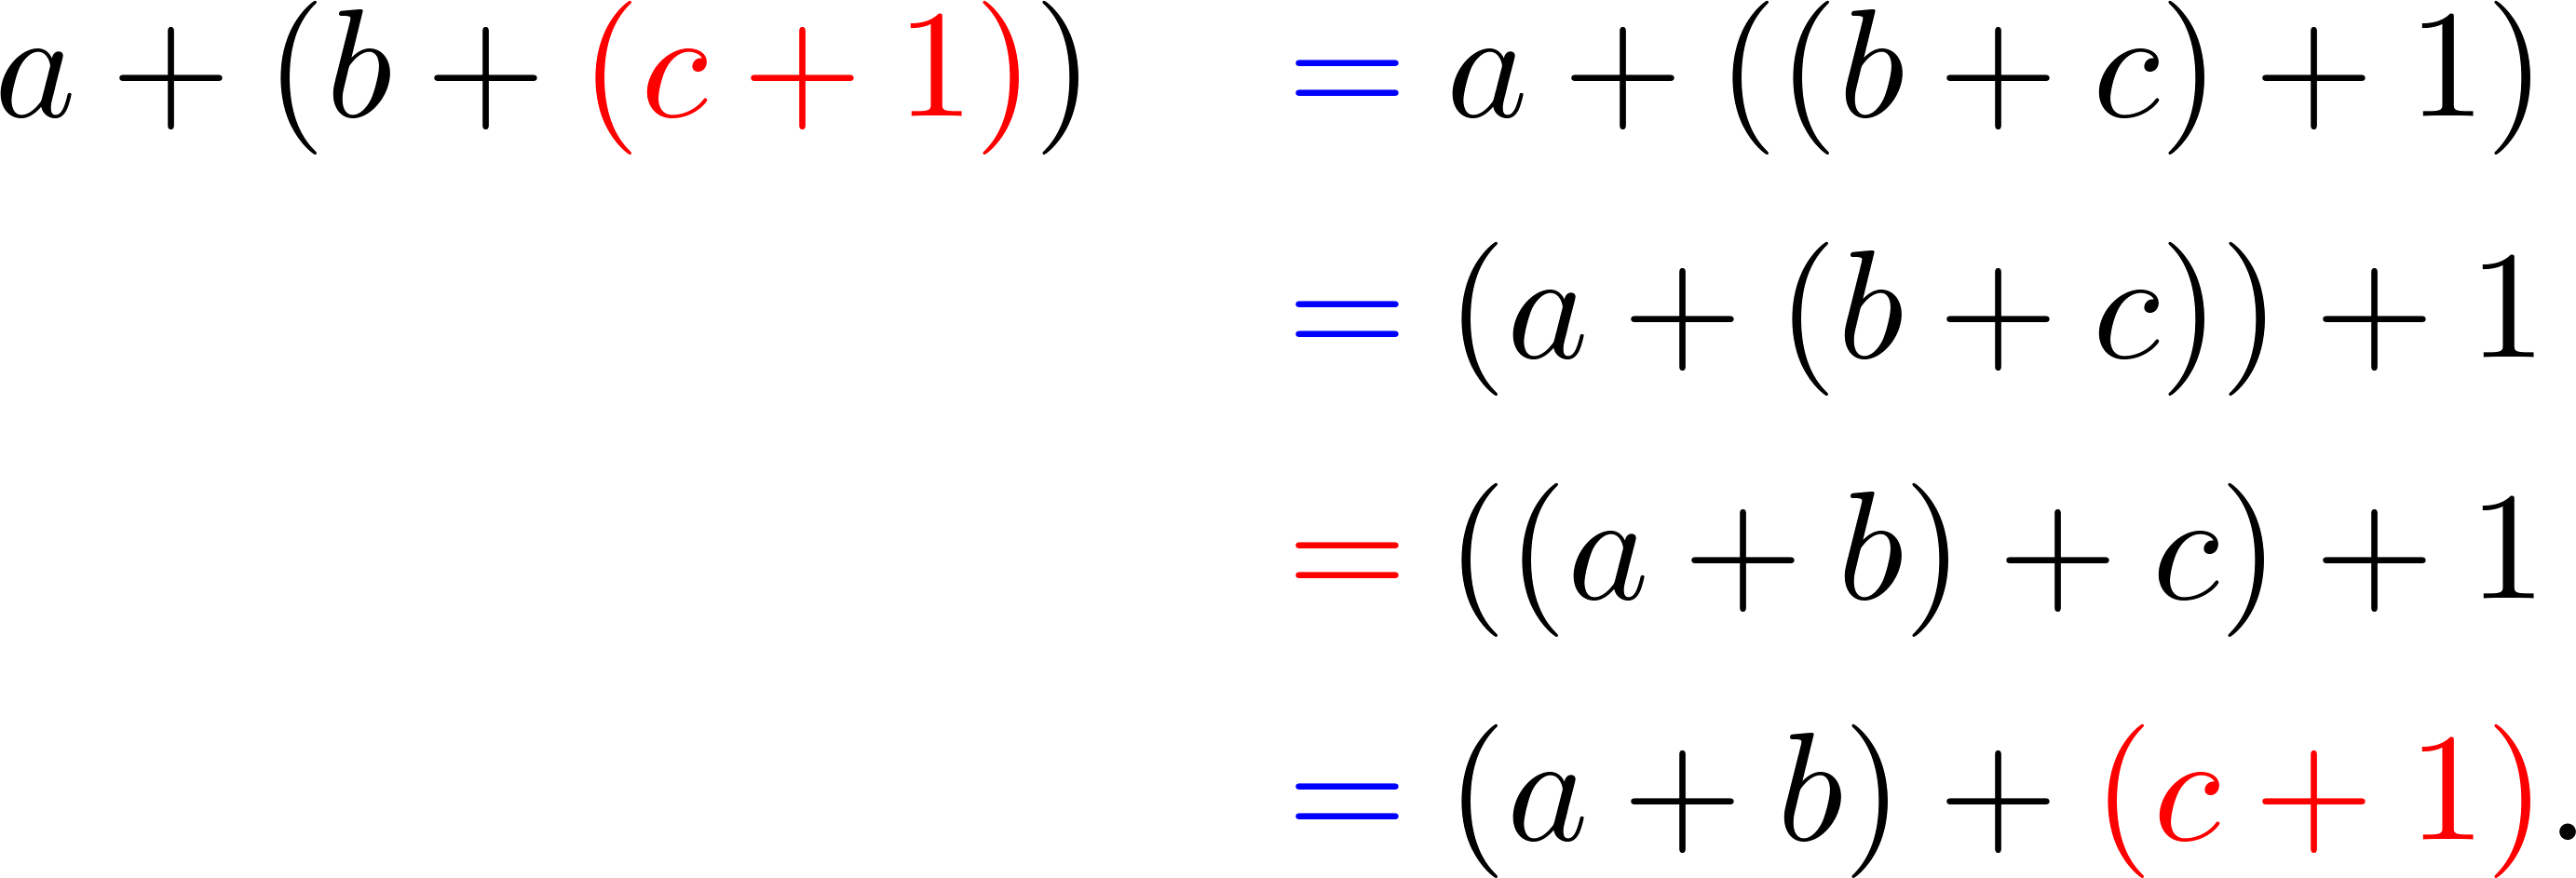 a + (b + (c + 1)) = a + ((b + c) + 1)
= (a + (b + c)) + 1
= ((a + b) + c) + 1
= (a + b) + (c + 1).